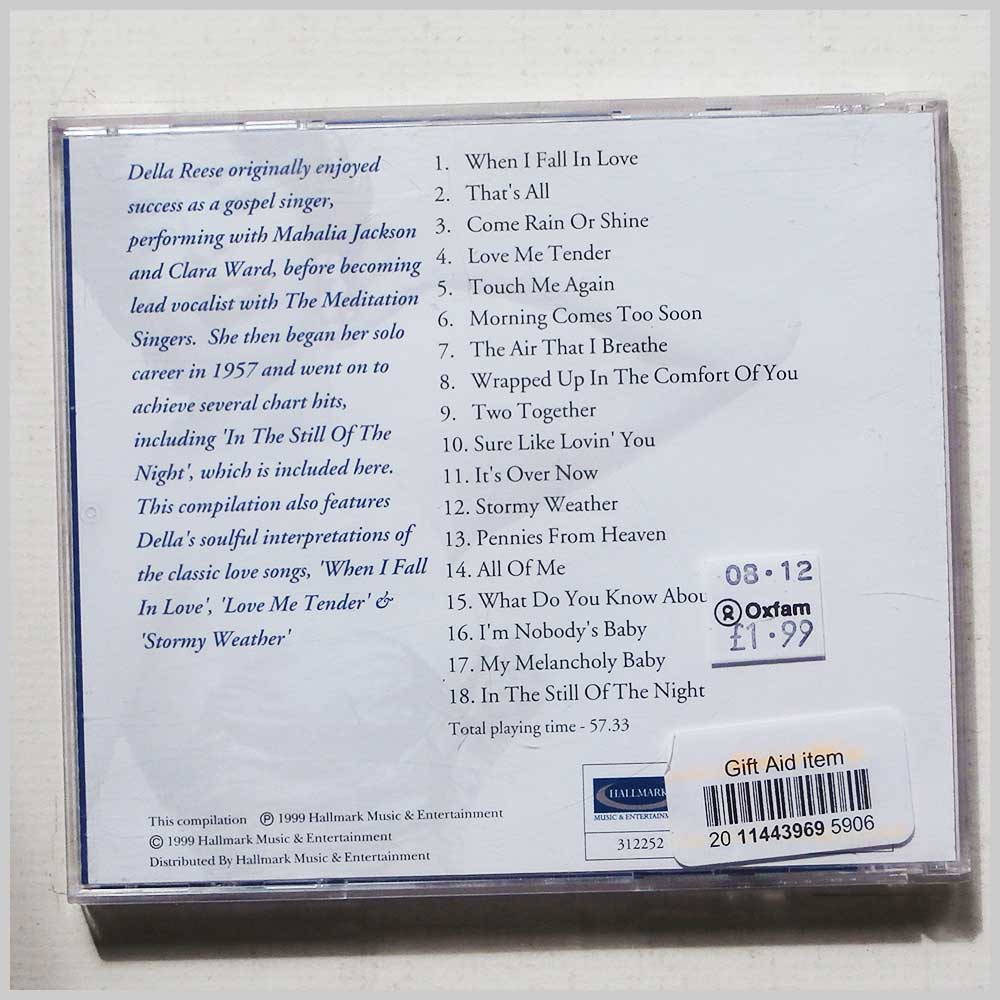 Della Reese originally enjoyed
success as a gospel singer,
performing with Mahalia Jackson
and Clara Ward, before becoming
lead vocalist with The Meditation
Singers. She then began her solo
career in 1957 and went on to
achieve several chart hits,
including 'In The Still Of The
Night', which is included here.
This compilation also features
Della's soulful interpretations of
the classic love songs, 'When I Fall
In Love', 'Love Me Tender' &
'Stormy Weather'
1. When I Fall In Love
2. That's All
3. Come Rain Or Shine
4. Love Me Tender
5. Touch Me Again
6. Morning Comes Too Soon
7. The Air That I Breathe
8. Wrapped Up In The Comfort Of You
9. Two Together
10. Sure Like Lovin' You
11. It's Over Now
12. Stormy Weather
13. Pennies From Heaven
14. All Of Me
15. What Do You Know Abou
16. I'm Nobody's Baby
17. My Melancholy Baby
18. In The Still Of The Night
Total playing time - 57.33
08·12
Oxfam
£1·99
This compilation ℗ 1999 Hallmark Music & Entertainment
© 1999 Hallmark Music & Entertainment
Distributed By Hallmark Music & Entertainment
HALLMARK
MUSIC & ENTERTAINM
312252
Gift Aid item
20 11443969 5906